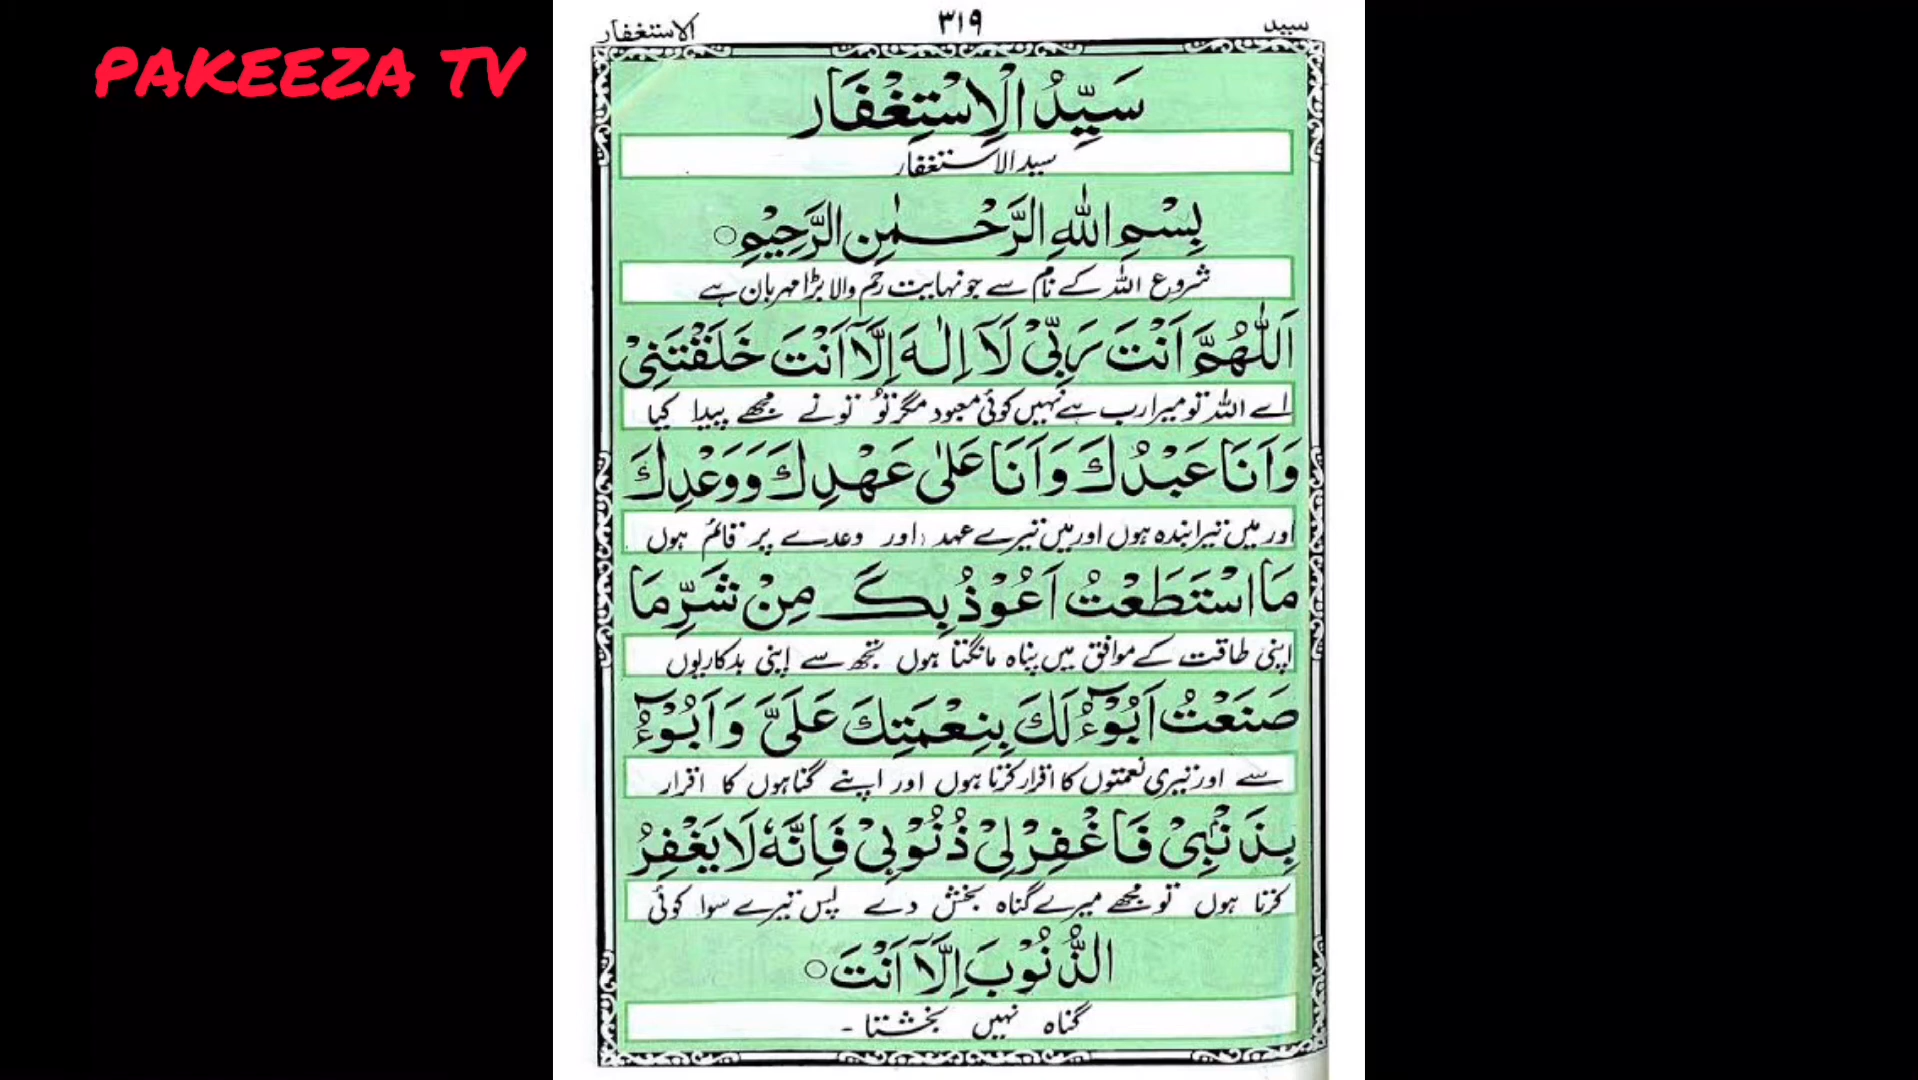 PAKEEZA TV
سید ۳۱۹ الاستغفار
سَیِّدُ الْاِسْتِغْفَار
سید الاستغفار
بِسْمِ اللّٰهِ الرَّحْمٰنِ الرَّحِیْمِ○
شروع اللہ کے نام سے جو نہایت رحم والا بڑا مہربان ہے
اَللّٰهُمَّ اَنْتَ رَبِّیْ لَاۤ اِلٰهَ اِلَّاۤ اَنْتَ خَلَقْتَنِیْ
اے اللہ تو میرا رب ہے نہیں کوئی معبود مگر تُو تو نے مجھے پیدا کیا
وَاَنَا عَبْدُكَ وَاَنَا عَلٰی عَهْدِكَ وَوَعْدِكَ
اور میں تیرا بندہ ہوں اور میں تیرے عہد اور وعدے پر قائم ہوں
مَا اسْتَطَعْتُ اَعُوْذُ بِكَ مِنْ شَرِّ مَا
اپنی طاقت کے موافق میں پناہ مانگتا ہوں تجھ سے اپنی بدکاریوں
صَنَعْتُ اَبُوْٓءُ لَكَ بِنِعْمَتِكَ عَلَیَّ وَاَبُوْٓءُ
سے اور تیری نعمتوں کا اقرار کرتا ہوں اور اپنے گناہوں کا اقرار
بِذَنْۢبِیْ فَاغْفِرْ لِیْ ذُنُوْبِیْ فَاِنَّهٗ لَا یَغْفِرُ
کرتا ہوں تو مجھے میرے گناہ بخش دے پس تیرے سوا کوئی
الذُّنُوْبَ اِلَّاۤ اَنْتَ○
گناہ نہیں بخشتا -